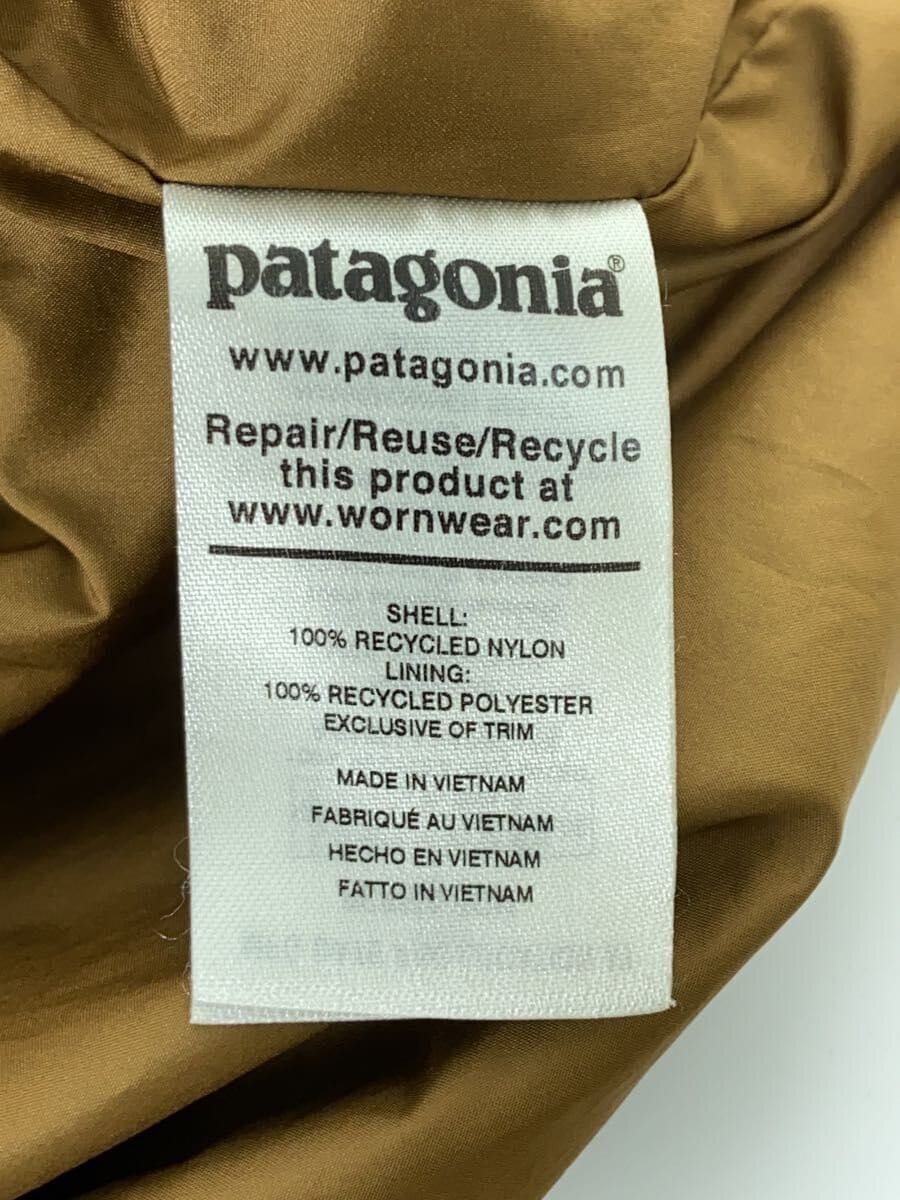 patagonia®
www.patagonia.com
Repair/Reuse/Recycle
this product at
www.wornwear.com
SHELL:
100% RECYCLED NYLON
LINING:
100% RECYCLED POLYESTER
EXCLUSIVE OF TRIM
MADE IN VIETNAM
FABRIQUÉ AU VIETNAM
HECHO EN VIETNAM
FATTO IN VIETNAM